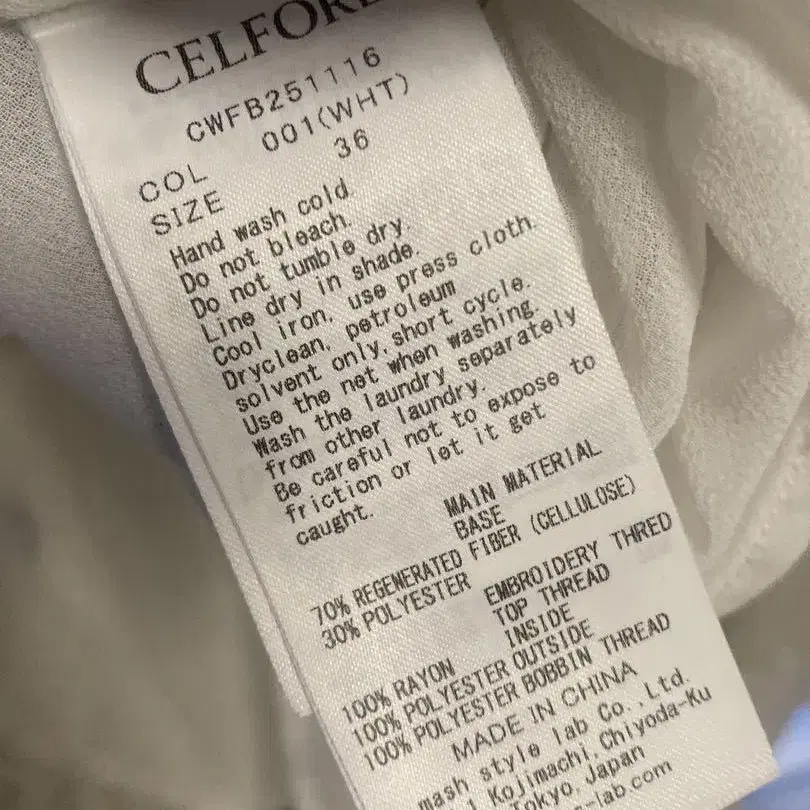 CELFORD
CWFB251116
COL 001(WHT)
SIZE 36
Hand wash cold.
Do not bleach.
Do not tumble dry.
Line dry in shade.
Cool iron, use press cloth.
Dryclean, petroleum
solvent only,short cycle.
Use the net when washing.
Wash the laundry separately
from other laundry.
Be careful not to expose to
friction or let it get
caught.
MAIN MATERIAL
BASE
70% REGENERATED FIBER (CELLULOSE)
30% POLYESTER
EMBROIDERY THRED
TOP THREAD
INSIDE
100% RAYON
100% POLYESTER OUTSIDE
100% POLYESTER BOBBIN THREAD
MADE IN CHINA
mash style lab Co.,Ltd.
Kojimachi,Chiyoda-Ku
Tokyo,Japan
lab.com